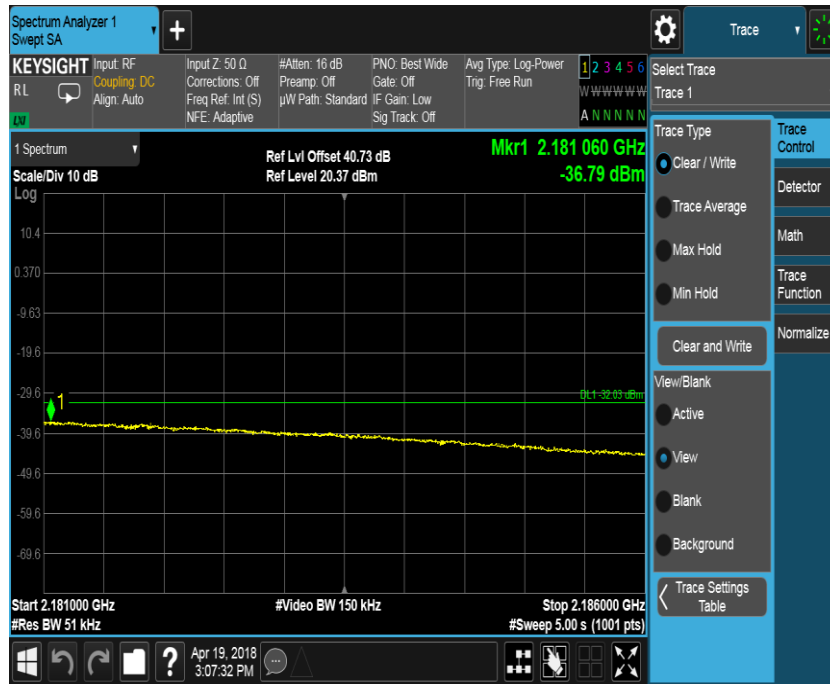 Spectrum Analyzer 1
Swept SA
+
Trace
KEYSIGHT
RL
LXI
Input: RF
Coupling: DC
Align: Auto
Input Z: 50 Ω
Corrections: Off
Freq Ref: Int (S)
NFE: Adaptive
#Atten: 16 dB
Preamp: Off
µW Path: Standard
PNO: Best Wide
Gate: Off
IF Gain: Low
Sig Track: Off
Avg Type: Log-Power
Trig: Free Run
1 2 3 4 5 6
W W W W W W
A N N N N N
Select Trace
Trace 1
1 Spectrum
Scale/Div 10 dB
Log
Ref Lvl Offset 40.73 dB
Ref Level 20.37 dBm
Mkr1 2.181 060 GHz
-36.79 dBm
10.4
0.370
-9.63
-19.6
-29.6
-39.6
-49.6
-59.6
-69.6
1
DL1 -32.03 dBm
Start 2.181000 GHz
#Res BW 51 kHz
#Video BW 150 kHz
Stop 2.186000 GHz
#Sweep 5.00 s (1001 pts)
Trace Type
Clear / Write
Trace Average
Max Hold
Min Hold
Clear and Write
View/Blank
Active
View
Blank
Background
Trace Settings
Table
Trace
Control
Detector
Math
Trace
Function
Normalize
?
Apr 19, 2018
3:07:32 PM